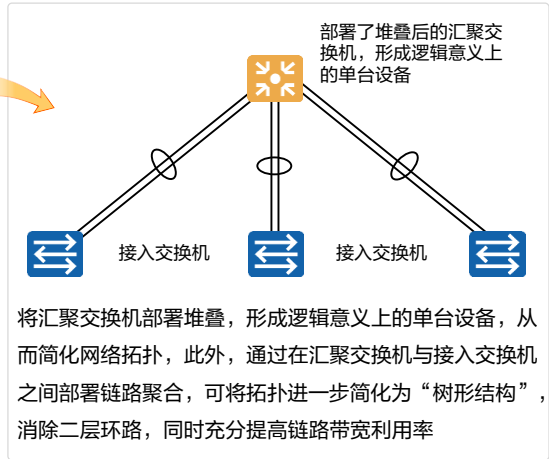 部署了堆叠后的汇聚交
换机，形成逻辑意义上
的单台设备
接入交换机
接入交换机
将汇聚交换机部署堆叠，形成逻辑意义上的单台设备，从
而简化网络拓扑，此外，通过在汇聚交换机与接入交换机
之间部署链路聚合，可将拓扑进一步简化为“树形结构”，
消除二层环路，同时充分提高链路带宽利用率